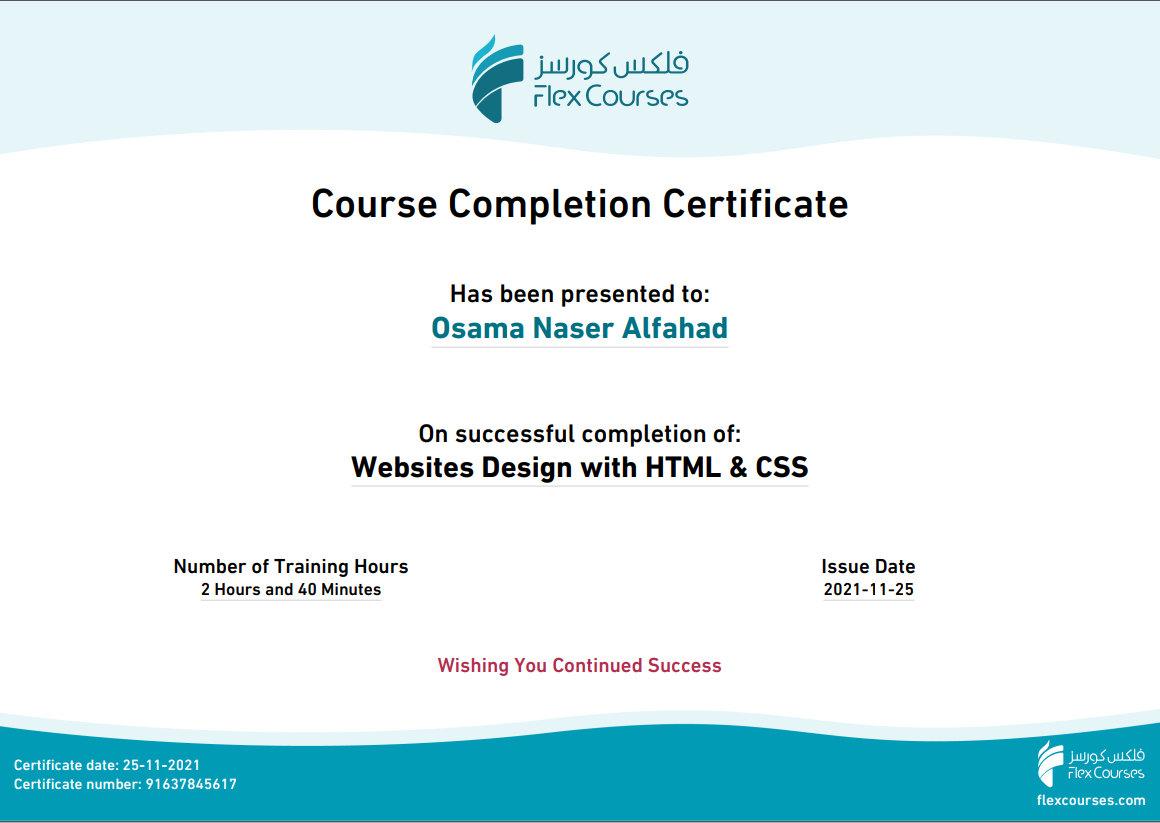 فلكس كورسز
Flex Courses
Course Completion Certificate
Has been presented to:
Osama Naser Alfahad
On successful completion of:
Websites Design with HTML & CSS
Number of Training Hours
2 Hours and 40 Minutes
Issue Date
2021-11-25
Wishing You Continued Success
Certificate date: 25-11-2021
Certificate number: 91637845617
فلكس كورسز
Flex Courses
flexcourses.com